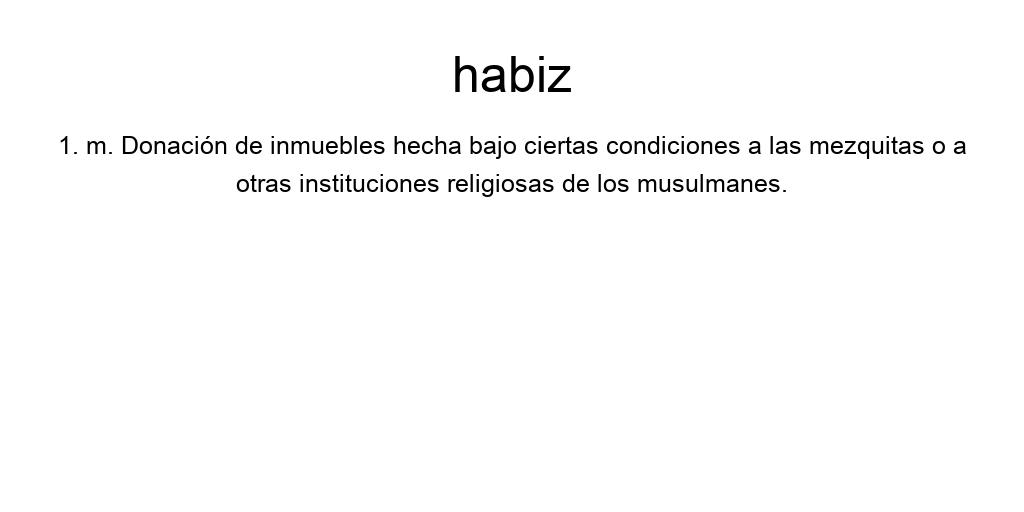 habiz
1. m. Donación de inmuebles hecha bajo ciertas condiciones a las mezquitas o a
otras instituciones religiosas de los musulmanes.